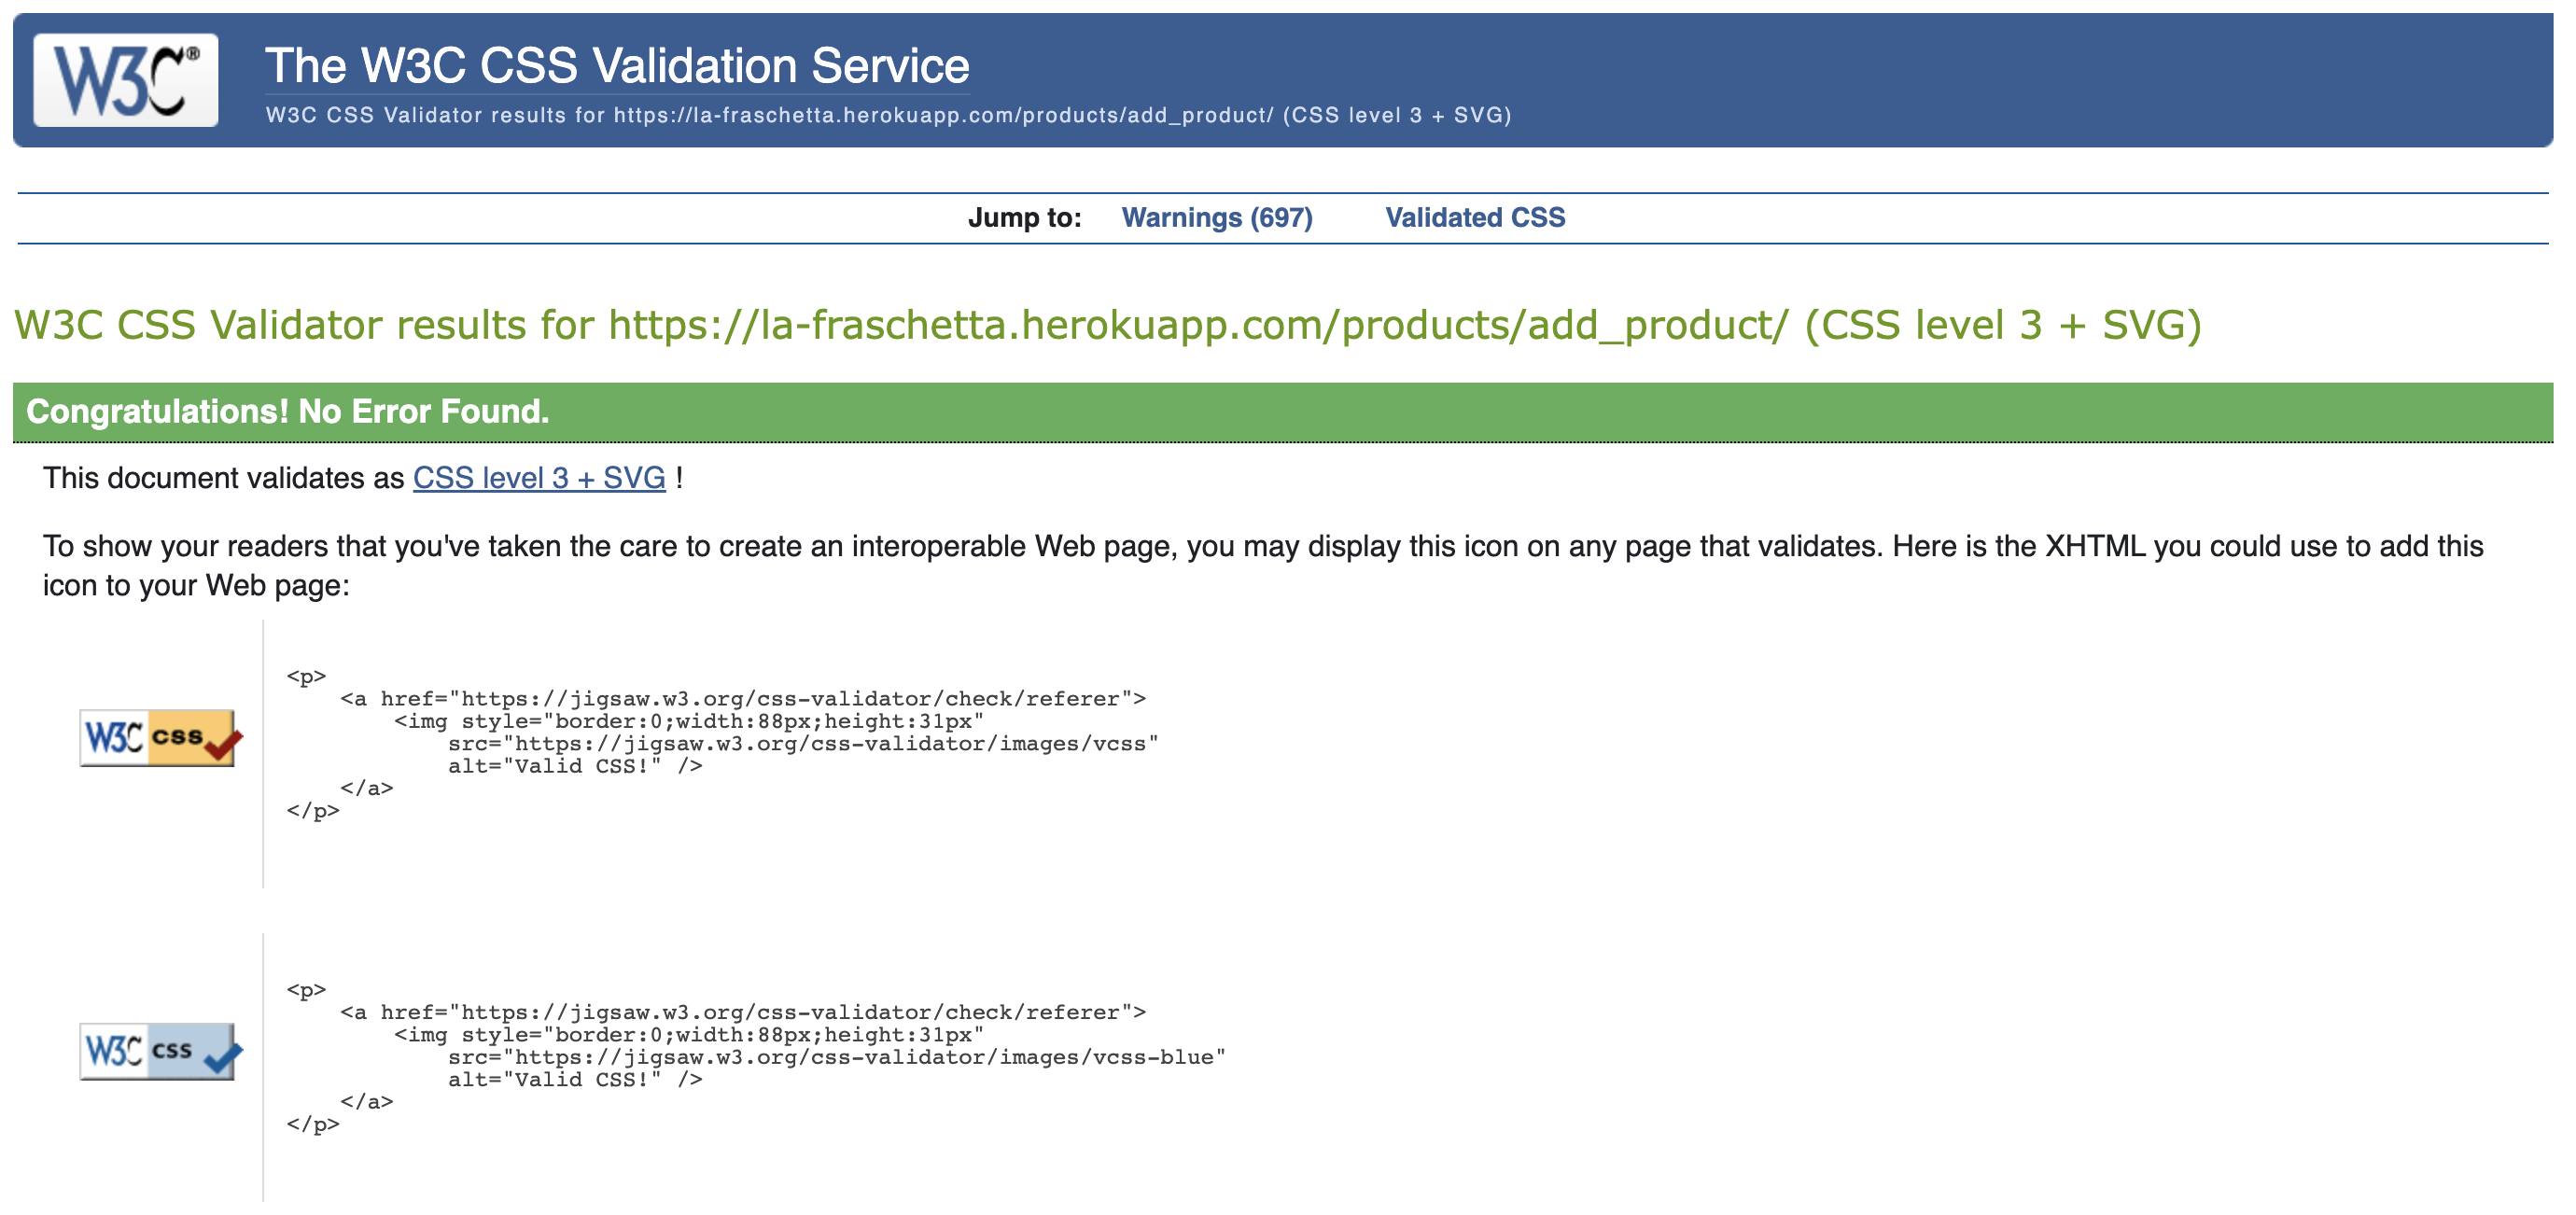 W3C®
The W3C CSS Validation Service
W3C CSS Validator results for https://la-fraschetta.herokuapp.com/products/add_product/ (CSS level 3 + SVG)
Jump to: Warnings (697) Validated CSS
W3C CSS Validator results for https://la-fraschetta.herokuapp.com/products/add_product/ (CSS level 3 + SVG)
Congratulations! No Error Found.
This document validates as CSS level 3 + SVG !
To show your readers that you've taken the care to create an interoperable Web page, you may display this icon on any page that validates. Here is the XHTML you could use to add this
icon to your Web page:
W3C css
<p>
    <a href="https://jigsaw.w3.org/css-validator/check/referer">
        <img style="border:0;width:88px;height:31px"
            src="https://jigsaw.w3.org/css-validator/images/vcss"
            alt="Valid CSS!" />
    </a>
</p>
W3C css
<p>
    <a href="https://jigsaw.w3.org/css-validator/check/referer">
        <img style="border:0;width:88px;height:31px"
            src="https://jigsaw.w3.org/css-validator/images/vcss-blue"
            alt="Valid CSS!" />
    </a>
</p>